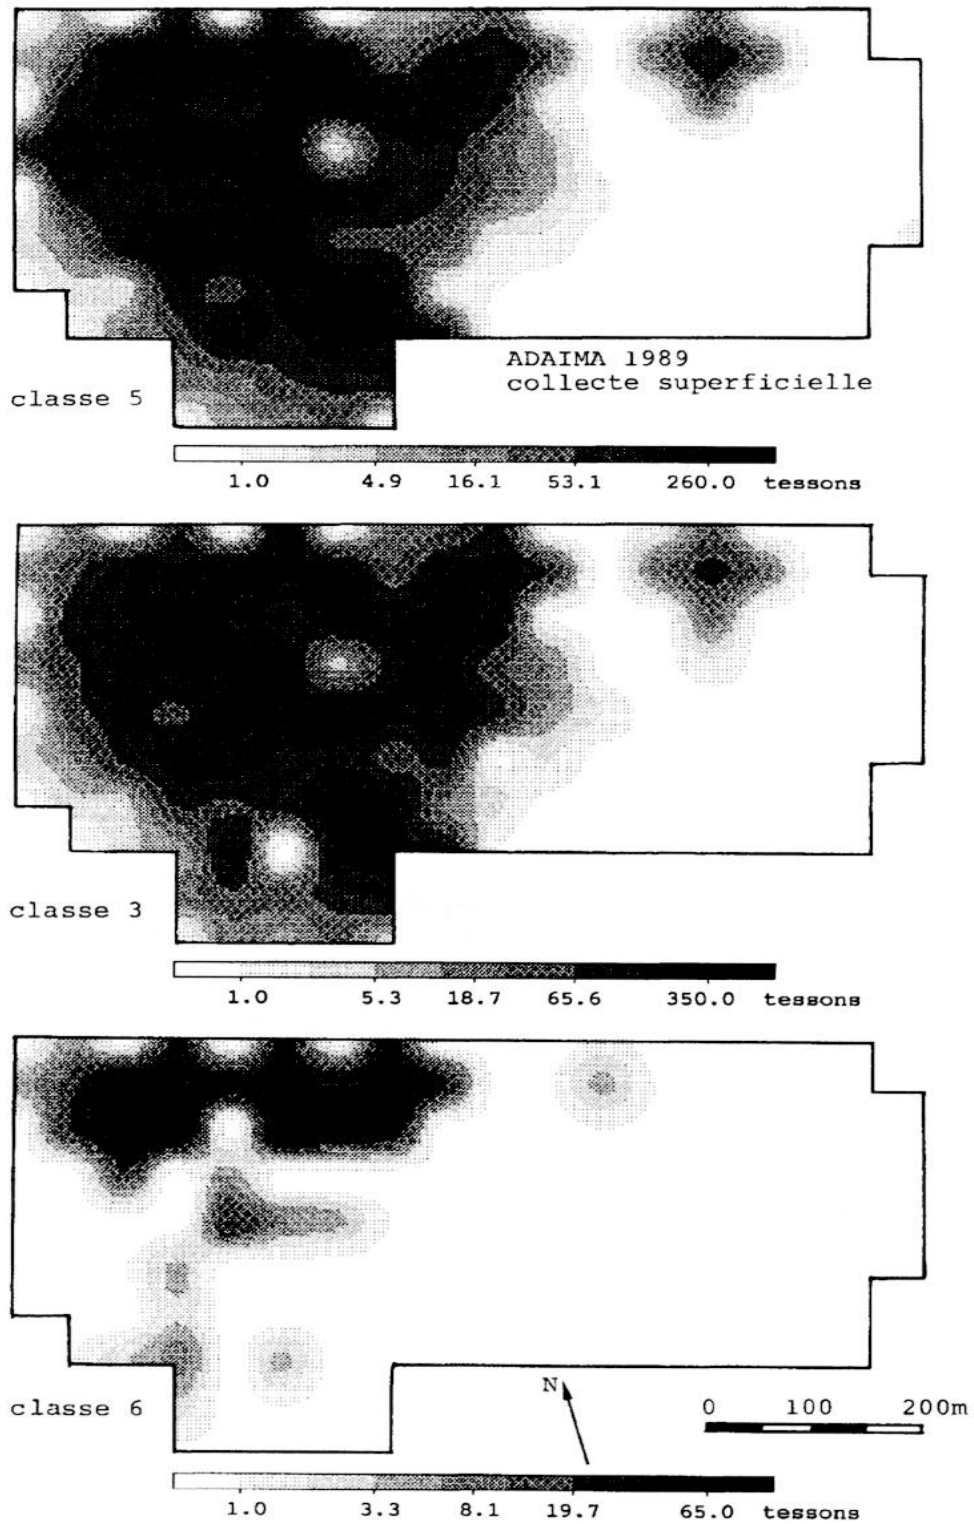 ADAIMA 1989
collecte superficielle
classe 5
1.0 4.9 16.1 53.1 260.0 tessons
classe 3
1.0 5.3 18.7 65.6 350.0 tessons
classe 6
N
0 100 200m
1.0 3.3 8.1 19.7 65.0 tessons